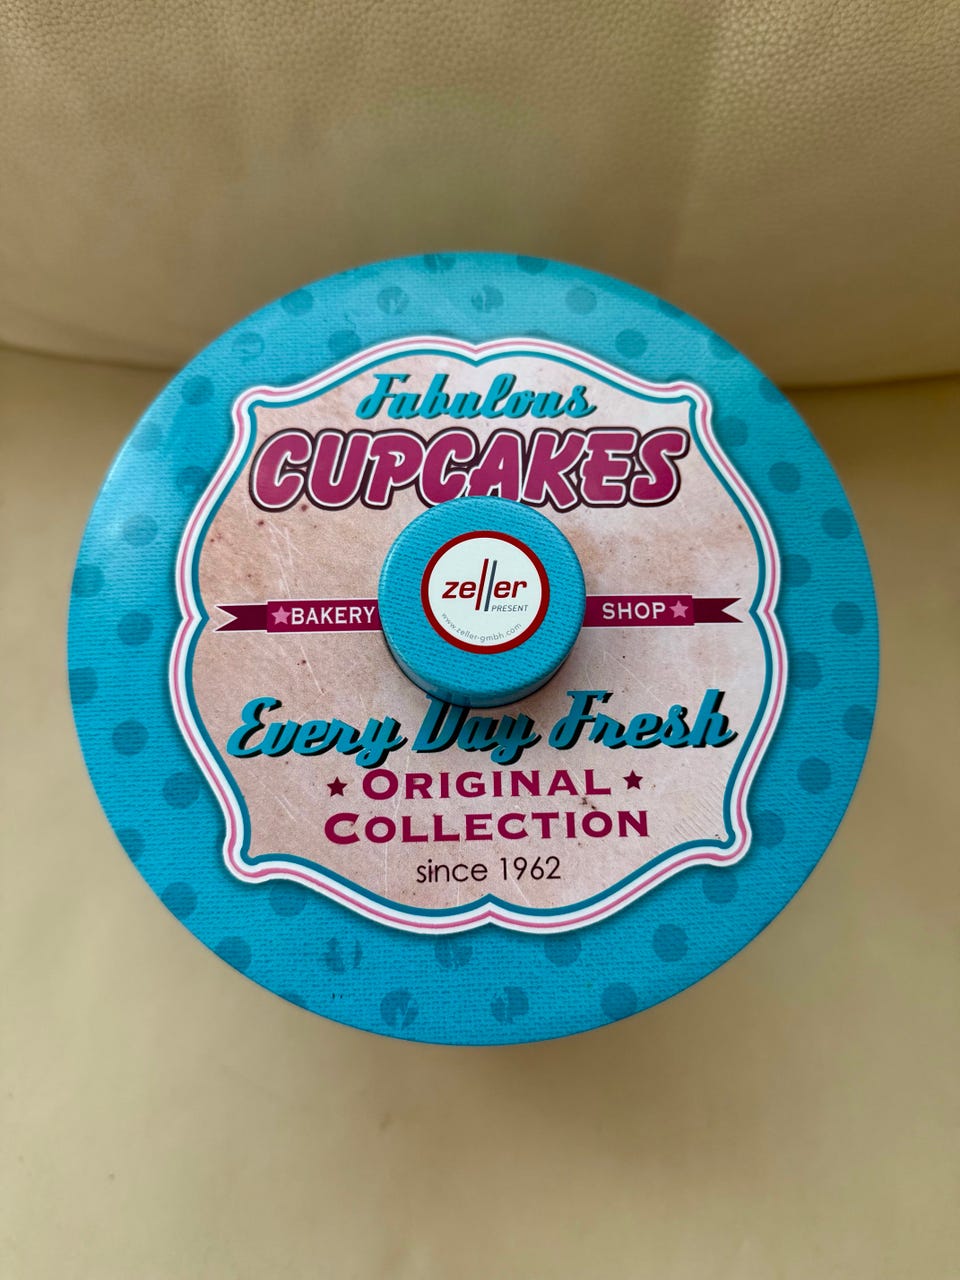 Fabulous
CUPCAKES
BAKERY SHOP
zeller
PRESENT
www.zeller-gmbh.com
Every Day Fresh
ORIGINAL
COLLECTION
since 1962